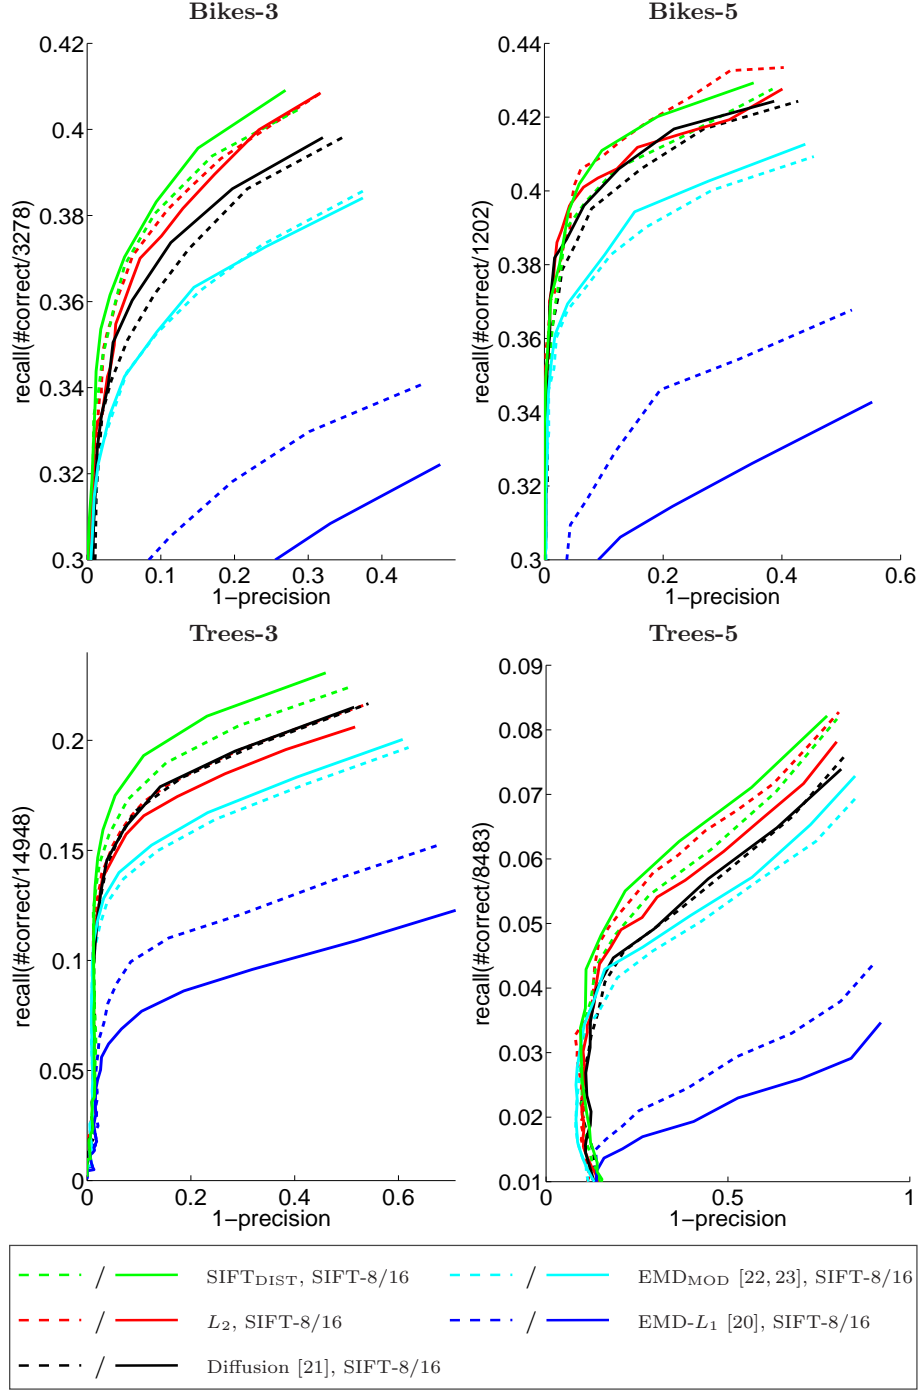 Bikes-3
0.42
0.4
0.38
0.36
0.34
0.32
0.3
recall(#correct/3278)
0
0.1
0.2
0.3
0.4
1−precision
Bikes-5
0.44
0.42
0.4
0.38
0.36
0.34
0.32
0.3
recall(#correct/1202)
0
0.2
0.4
0.6
1−precision
Trees-3
0.2
0.15
0.1
0.05
0
recall(#correct/14948)
0
0.2
0.4
0.6
1−precision
Trees-5
0.09
0.08
0.07
0.06
0.05
0.04
0.03
0.02
0.01
recall(#correct/8483)
0
0.5
1
1−precision
/ SIFTDIST, SIFT-8/16
/ L2, SIFT-8/16
/ Diffusion [21], SIFT-8/16
/ EMDMOD [22, 23], SIFT-8/16
/ EMD-L1 [20], SIFT-8/16